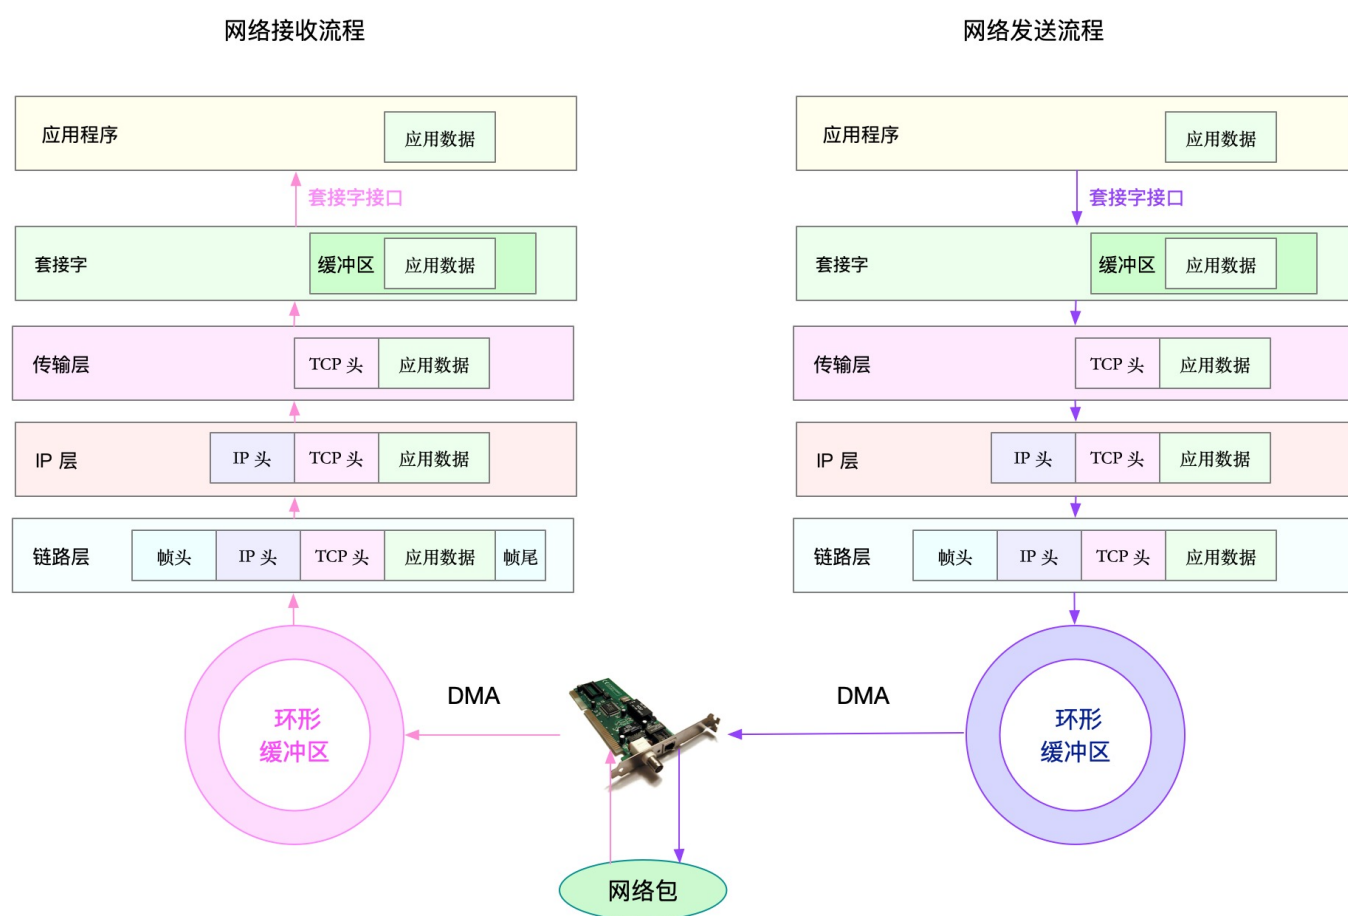 网络接收流程
网络发送流程
应用程序
应用数据
套接字接口
套接字
缓冲区
应用数据
传输层
TCP 头
应用数据
IP 层
IP 头
TCP 头
应用数据
链路层
帧头
IP 头
TCP 头
应用数据
帧尾
环形
缓冲区
DMA
应用程序
应用数据
套接字接口
套接字
缓冲区
应用数据
传输层
TCP 头
应用数据
IP 层
IP 头
TCP 头
应用数据
链路层
帧头
IP 头
TCP 头
应用数据
DMA
环形
缓冲区
网络包